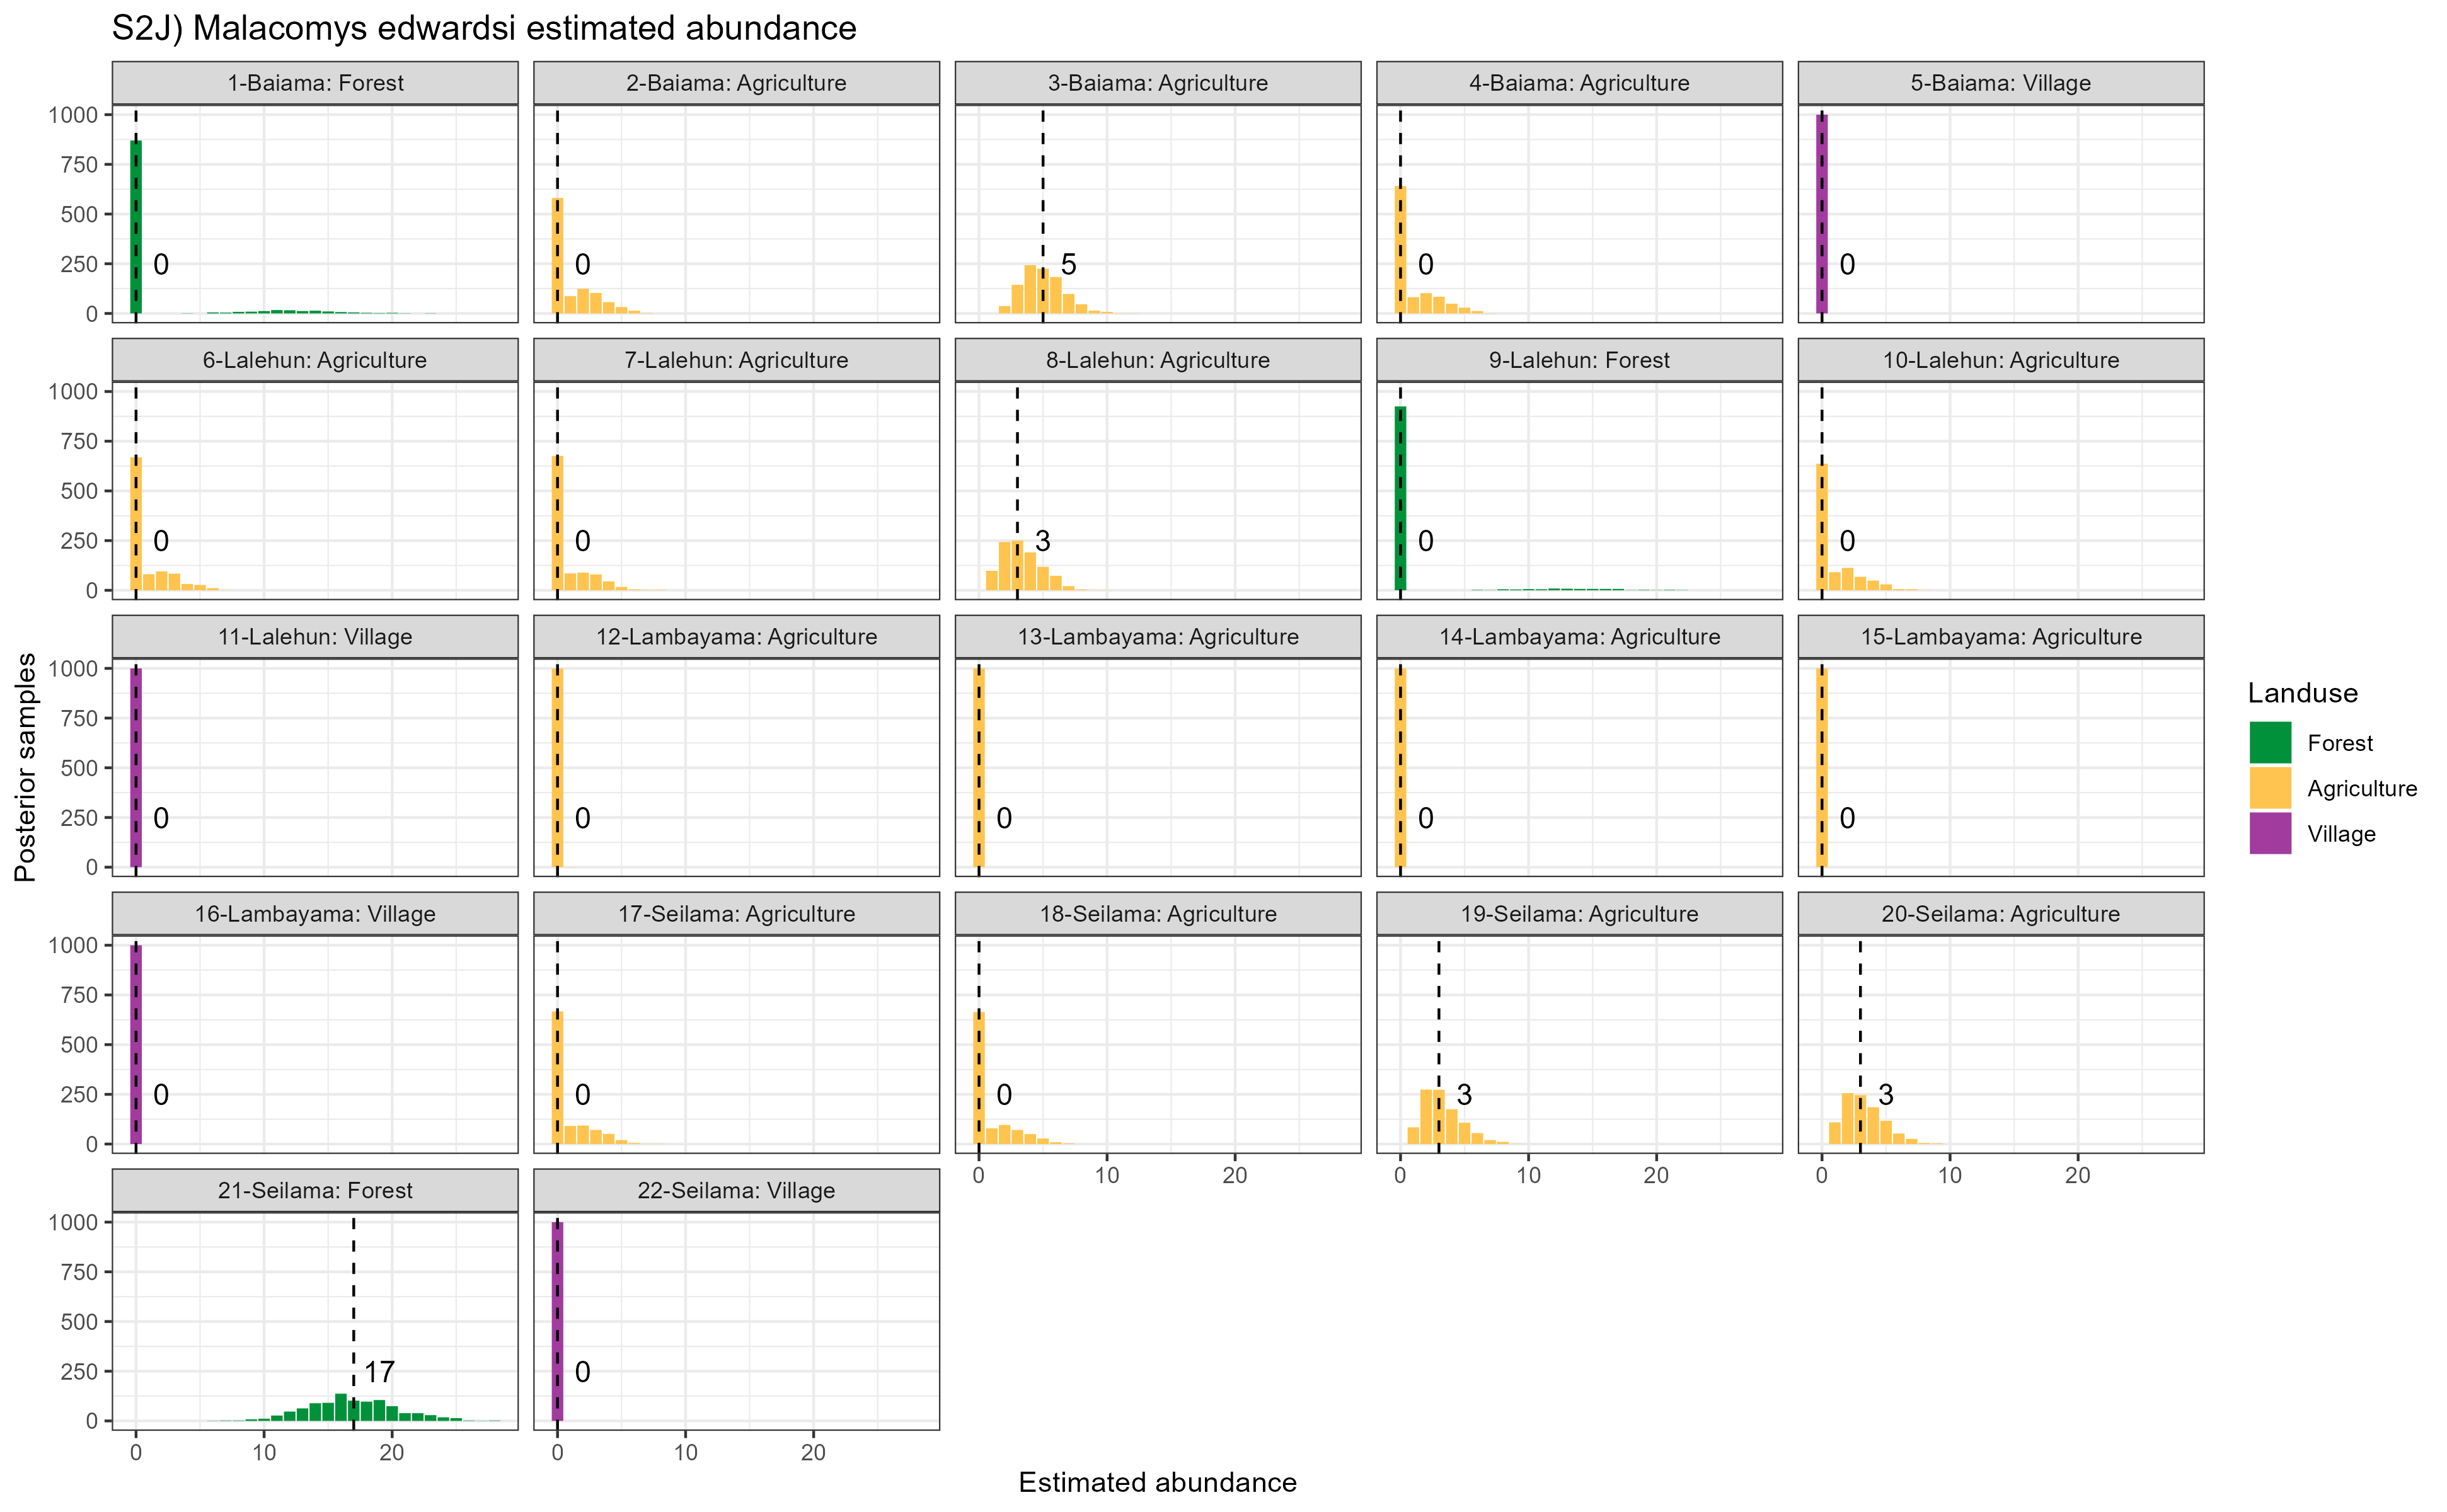 S2J) Malacomys edwardsi estimated abundance
1-Baiama: Forest
2-Baiama: Agriculture
3-Baiama: Agriculture
4-Baiama: Agriculture
5-Baiama: Village
1000
750
500
250
0
0
0
5
0
0
6-Lalehun: Agriculture
7-Lalehun: Agriculture
8-Lalehun: Agriculture
9-Lalehun: Forest
10-Lalehun: Agriculture
1000
750
500
250
0
0
0
3
0
0
11-Lalehun: Village
12-Lambayama: Agriculture
13-Lambayama: Agriculture
14-Lambayama: Agriculture
15-Lambayama: Agriculture
1000
750
500
250
0
0
0
0
0
0
16-Lambayama: Village
17-Seilama: Agriculture
18-Seilama: Agriculture
19-Seilama: Agriculture
20-Seilama: Agriculture
1000
750
500
250
0
0
0
0
3
3
0 10 20
0 10 20
0 10 20
21-Seilama: Forest
22-Seilama: Village
1000
750
500
250
0
17
0
0 10 20
0 10 20
Estimated abundance
Posterior samples
Landuse
Forest
Agriculture
Village